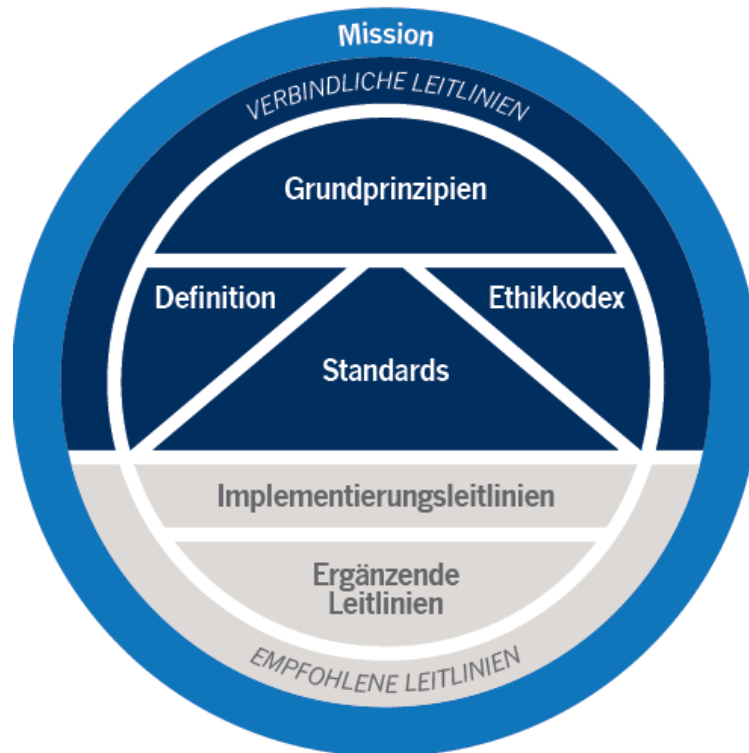 Mission
VERBINDLICHE LEITLINIEN
Grundprinzipien
Definition
Ethikkodex
Standards
Implementierungsleitlinien
Ergänzende
Leitlinien
EMPFOHLENE LEITLINIEN